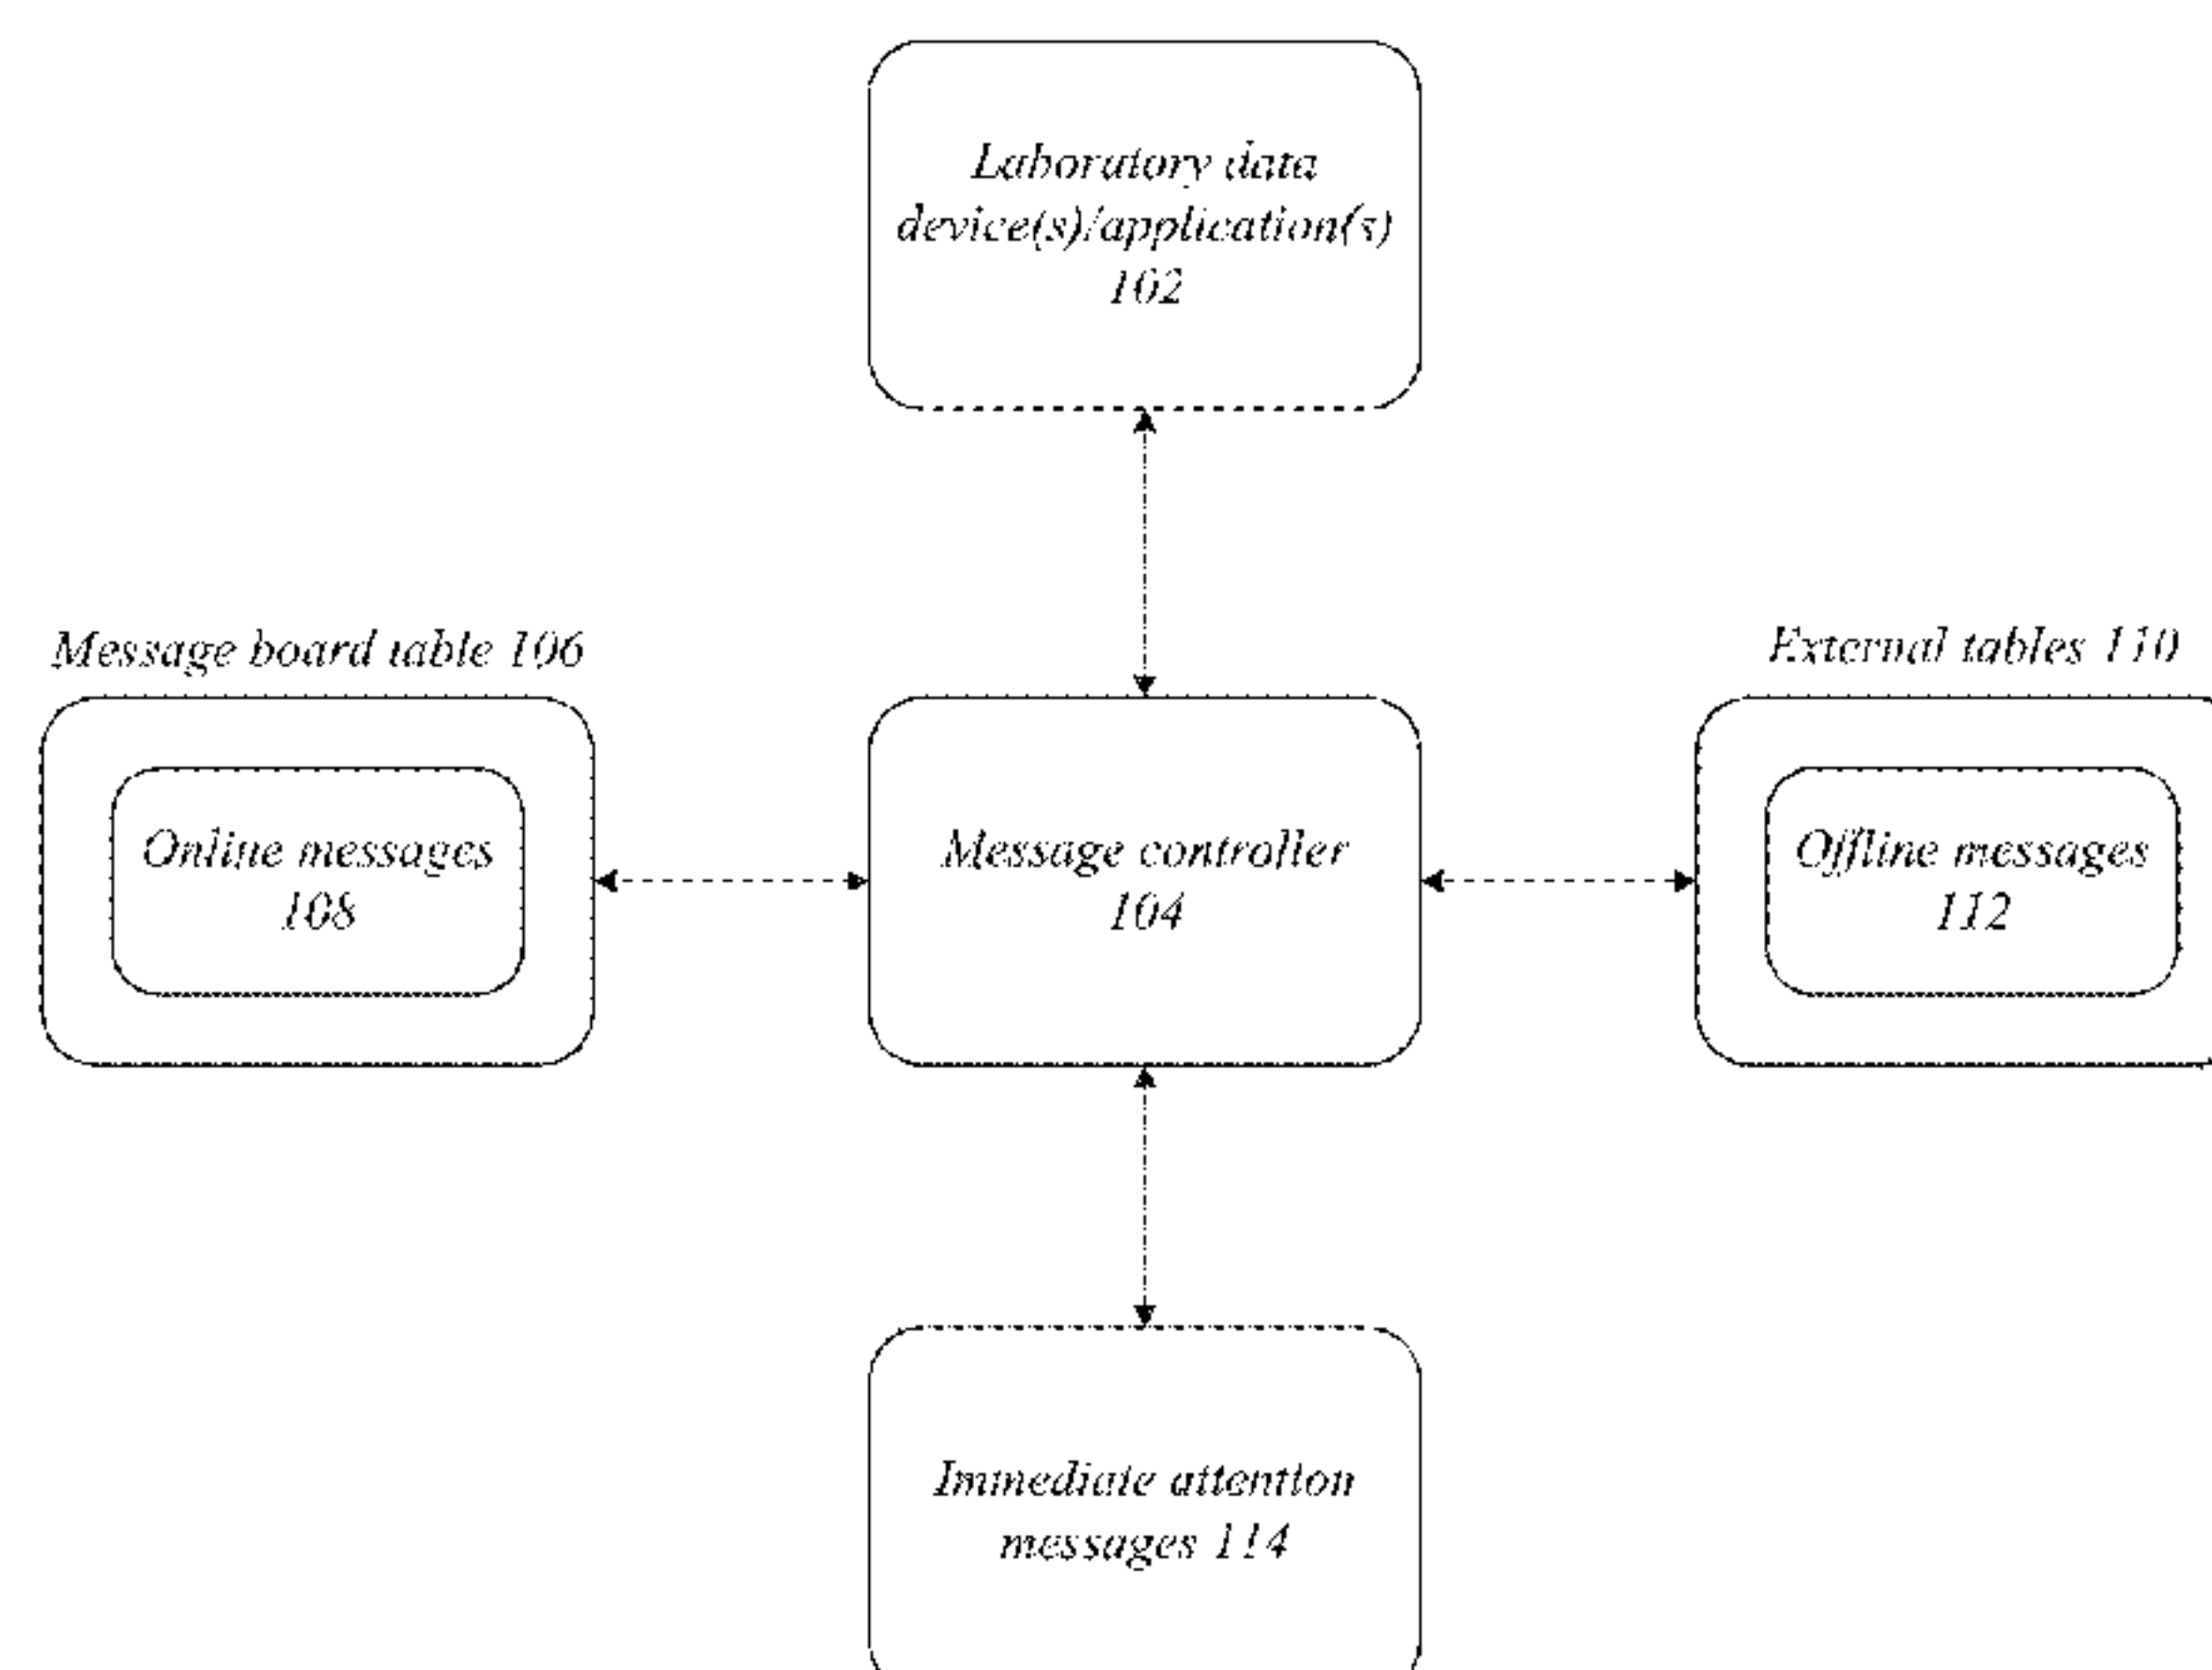 Laboratory data
device(s)/application(s)
102
Message board table 106
External tables 110
Online messages
108
Message controller
104
Offline messages
112
Immediate attention
messages 114